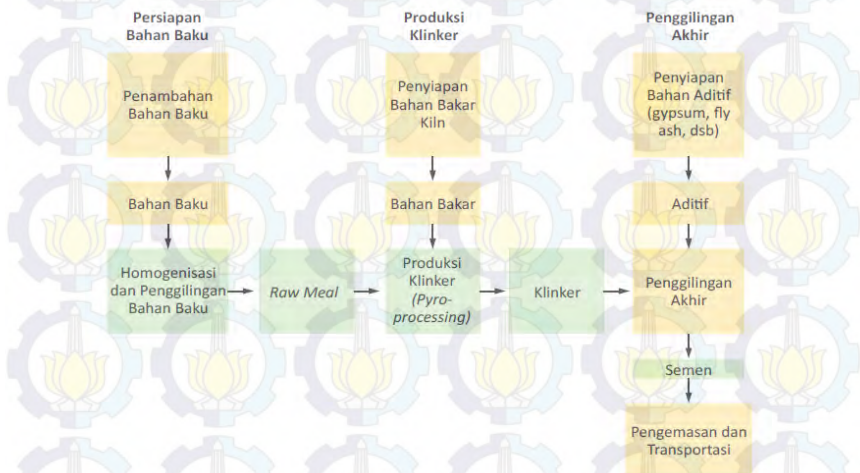 Persiapan
Bahan Baku
Produksi
Klinker
Penggilingan
Akhir
Penambahan
Bahan Baku
Penyiapan
Bahan Bakar
Kiln
Penyiapan
Bahan Aditif
(gypsum, fly
ash, dsb)
Bahan Baku
Bahan Bakar
Aditif
Homogenisasi
dan Penggilingan
Bahan Baku
Raw Meal
Produksi
Klinker
(Pyro-
processing)
Klinker
Penggilingan
Akhir
Semen
Pengemasan dan
Transportasi